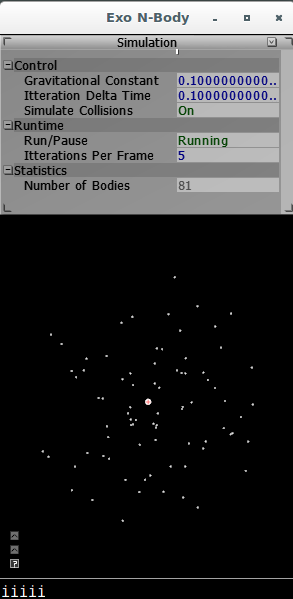 Exo N-Body
Simulation
Control
Gravitational Constant 0.1000000000..
Itteration Delta Time 0.1000000000..
Simulate Collisions On
Runtime
Run/Pause Running
Itterations Per Frame 5
Statistics
Number of Bodies 81
?
iiiii